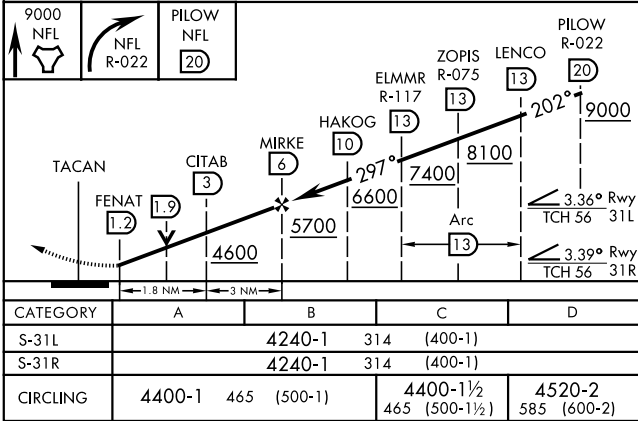 9000
NFL
NFL
R-022
PILOW
NFL
20
PILOW
R-022
20
LENCO
13
ZOPIS
R-075
13
ELMMR
R-117
13
HAKOG
10
MIRKE
6
CITAB
3
TACAN
FENAT
1.2
1.9
202°
9000
297°
8100
7400
6600
5700
4600
Arc
13
3.36° Rwy
TCH 56 31L
3.39° Rwy
TCH 56 31R
1.8 NM
3 NM
CATEGORY A B C D
S-31L 4240-1 314 (400-1)
S-31R 4240-1 314 (400-1)
CIRCLING 4400-1 465 (500-1) 4400-1½ 4520-2
465 (500-1½) 585 (600-2)